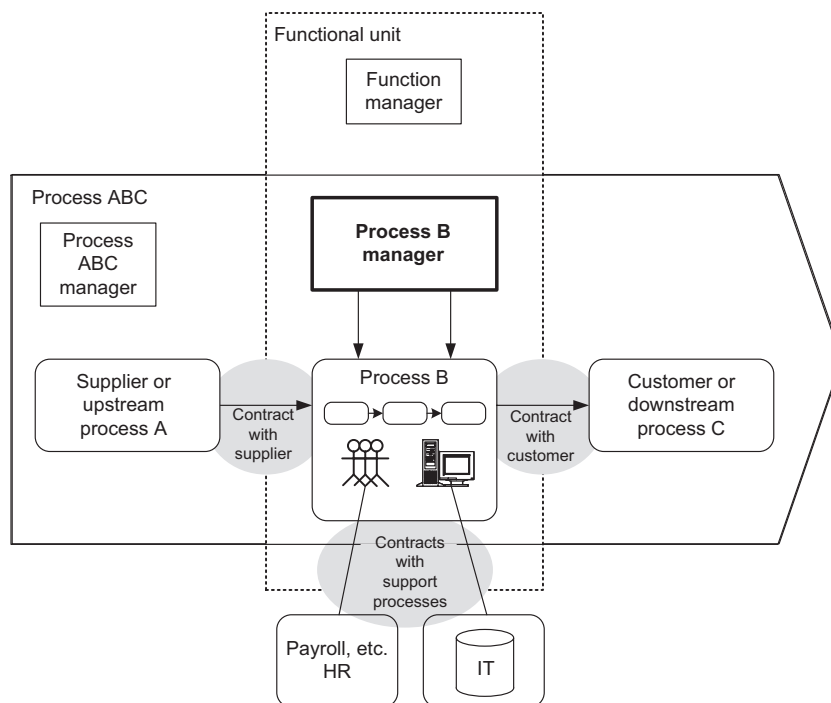 Functional unit
Function
manager
Process ABC
Process
ABC
manager
Process B
manager
Supplier or
upstream
process A
Contract
with
supplier
Process B
Contract
with
customer
Customer or
downstream
process C
Contracts
with
support
processes
Payroll, etc.
HR
IT